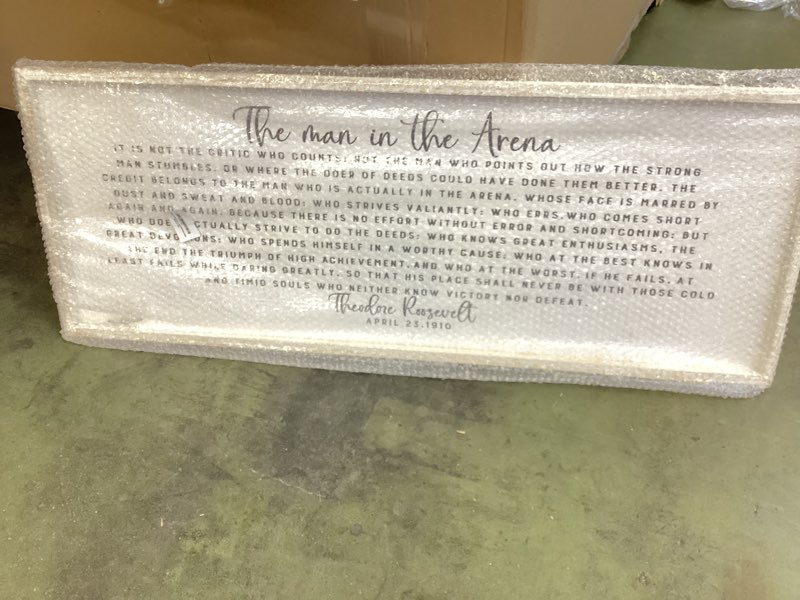 The man in the Arena
IT IS NOT THE CRITIC WHO COUNTS: NOT THE MAN WHO POINTS OUT HOW THE STRONG
MAN STUMBLES, OR WHERE THE DOER OF DEEDS COULD HAVE DONE THEM BETTER. THE
CREDIT BELONGS TO THE MAN WHO IS ACTUALLY IN THE ARENA, WHOSE FACE IS MARRED BY
DUST AND SWEAT AND BLOOD; WHO STRIVES VALIANTLY; WHO ERRS, WHO COMES SHORT
AGAIN AND AGAIN, BECAUSE THERE IS NO EFFORT WITHOUT ERROR AND SHORTCOMING; BUT
WHO DOES ACTUALLY STRIVE TO DO THE DEEDS; WHO KNOWS GREAT ENTHUSIASMS, THE
GREAT DEVOTIONS; WHO SPENDS HIMSELF IN A WORTHY CAUSE; WHO AT THE BEST KNOWS IN
THE END THE TRIUMPH OF HIGH ACHIEVEMENT, AND WHO AT THE WORST, IF HE FAILS, AT
LEAST FAILS WHILE DARING GREATLY, SO THAT HIS PLACE SHALL NEVER BE WITH THOSE COLD
AND TIMID SOULS WHO NEITHER KNOW VICTORY NOR DEFEAT.
Theodore Roosevelt
APRIL 23.1910